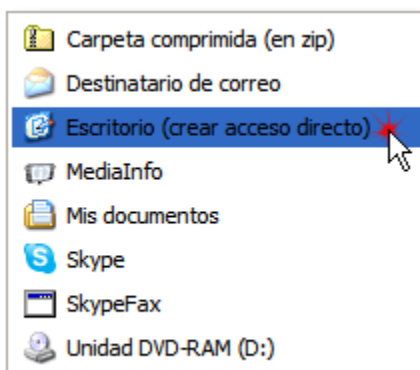 Carpeta comprimida (en zip)
Destinatario de correo
Escritorio (crear acceso directo)
MediaInfo
Mis documentos
Skype
SkypeFax
Unidad DVD-RAM (D:)